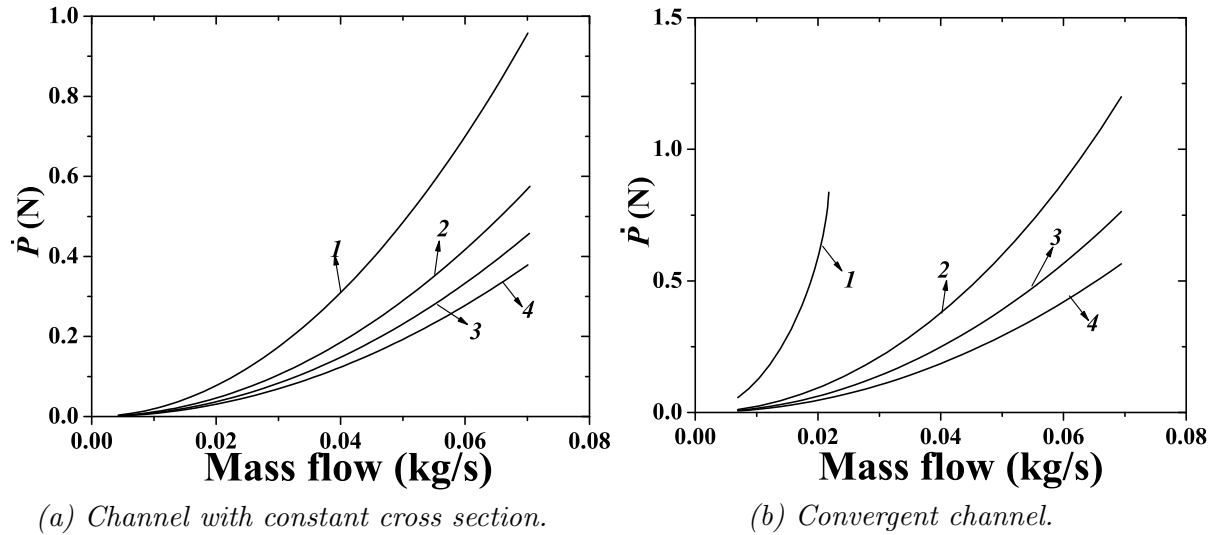 1.0
0.8
0.6
0.4
0.2
0.0
Ṗ (N)
1
2
3
4
0.00 0.02 0.04 0.06 0.08
Mass flow (kg/s)
(a) Channel with constant cross section.
1.5
1.0
0.5
0.0
Ṗ (N)
1
2
3
4
0.00 0.02 0.04 0.06 0.08
Mass flow (kg/s)
(b) Convergent channel.